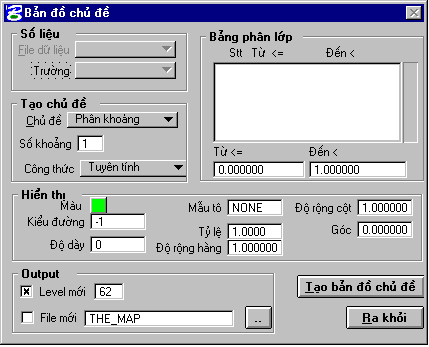 Bản đồ chủ đề
Số liệu
File dữ liệu
Trường
Bảng phân lớp
Stt Từ <= Đến <
Từ <= Đến <
0.000000 1.000000
Tạo chủ đề
Chủ đề Phân khoảng
Số khoảng 1
Công thức Tuyến tính
Hiển thị
Màu
Kiểu đường -1
Độ dày 0
Mẫu tô NONE
Tỷ lệ 1.0000
Độ rộng hàng 1.000000
Độ rộng cột 1.000000
Góc 0.000000
Output
Level mới 62
File mới THE_MAP ..
Tạo bản đồ chủ đề
Ra khỏi